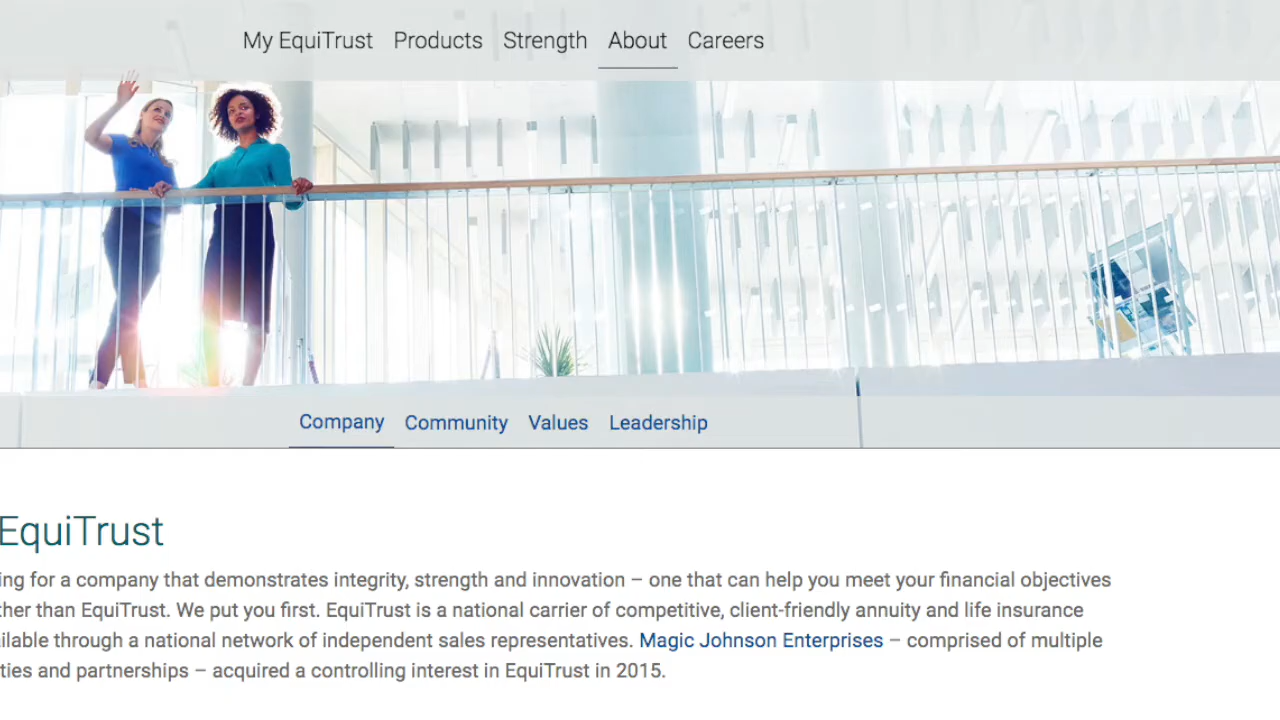 My EquiTrust Products Strength About Careers
Company Community Values Leadership
EquiTrust
ing for a company that demonstrates integrity, strength and innovation – one that can help you meet your financial objectives
ther than EquiTrust. We put you first. EquiTrust is a national carrier of competitive, client-friendly annuity and life insurance
ilable through a national network of independent sales representatives. Magic Johnson Enterprises – comprised of multiple
ties and partnerships – acquired a controlling interest in EquiTrust in 2015.